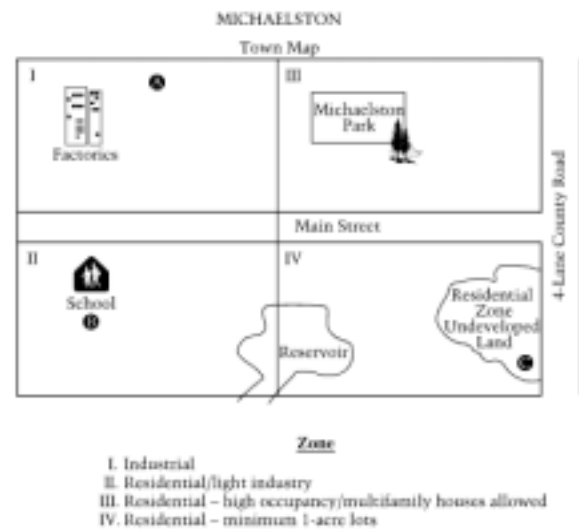 MICHAELSTON
Town Map
I
A
III
Michaelston
Park
Factories
Main Street
4-Lane County Road
II
IV
School
B
Reservoir
Residential
Zone
Undeveloped
Land
C
Zone
I. Industrial
II. Residential/light industry
III. Residential – high occupancy/multifamily houses allowed
IV. Residential – minimum 1-acre lots